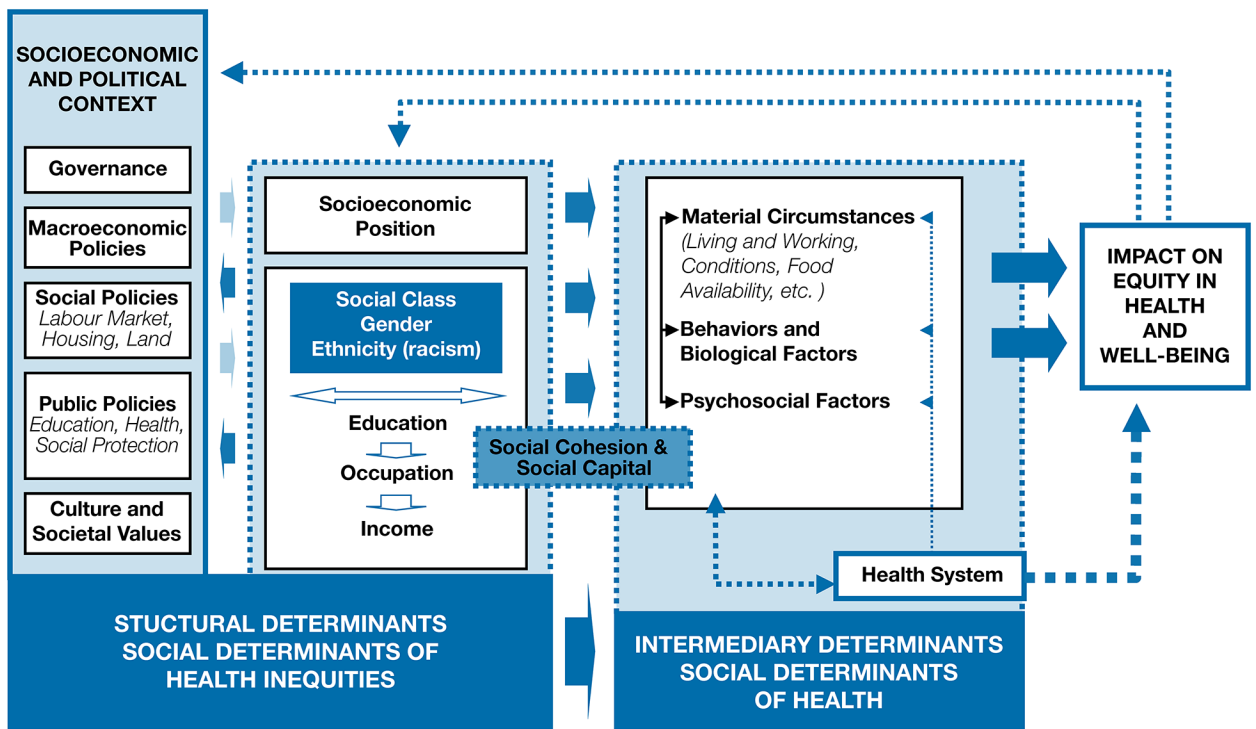 SOCIOECONOMIC
AND POLITICAL
CONTEXT
Governance
Macroeconomic
Policies
Social Policies
Labour Market,
Housing, Land
Public Policies
Education, Health,
Social Protection
Culture and
Societal Values
Socioeconomic
Position
Social Class
Gender
Ethnicity (racism)
Education
Occupation
Income
Social Cohesion &
Social Capital
Material Circumstances
(Living and Working,
Conditions, Food
Availability, etc. )
Behaviors and
Biological Factors
Psychosocial Factors
Health System
IMPACT ON
EQUITY IN
HEALTH
AND
WELL-BEING
STUCTURAL DETERMINANTS
SOCIAL DETERMINANTS OF
HEALTH INEQUITIES
INTERMEDIARY DETERMINANTS
SOCIAL DETERMINANTS
OF HEALTH